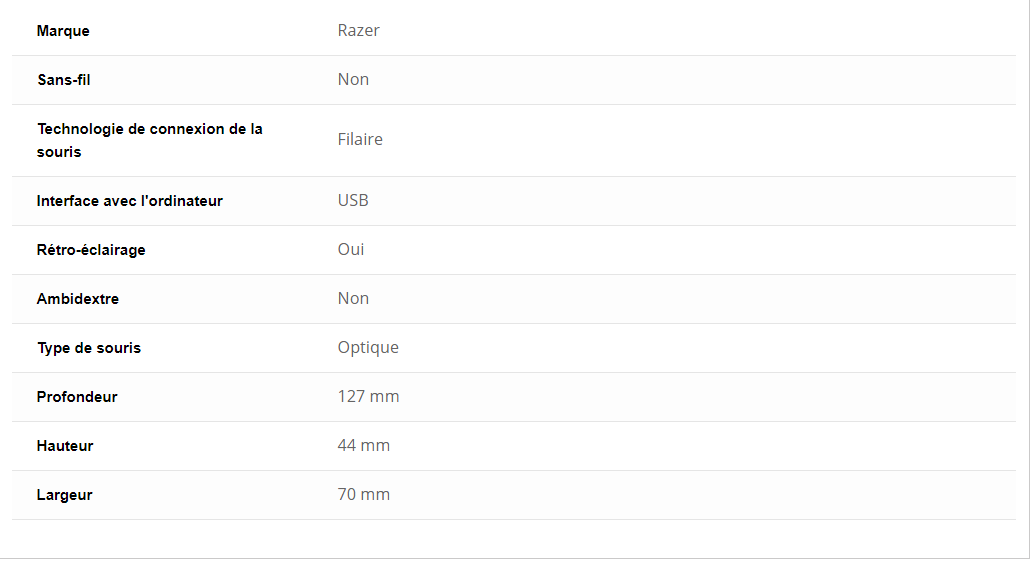 Marque Razer
Sans-fil Non
Technologie de connexion de la
souris
Filaire
Interface avec l'ordinateur USB
Rétro-éclairage Oui
Ambidextre Non
Type de souris Optique
Profondeur 127 mm
Hauteur 44 mm
Largeur 70 mm